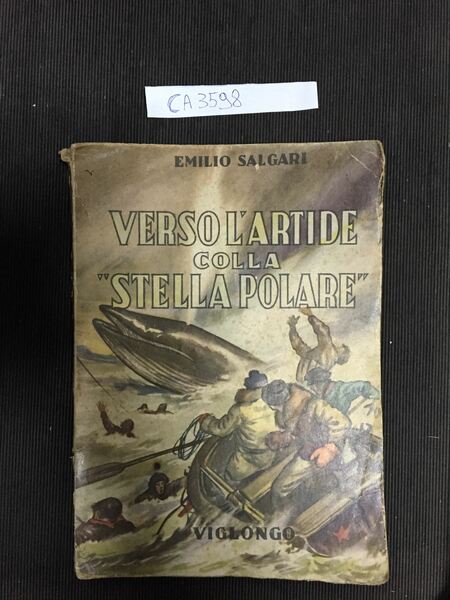 CA3598
EMILIO SALGARI
VERSO L'ARTIDE
COLLA
"STELLA POLARE"
VIGLONGO